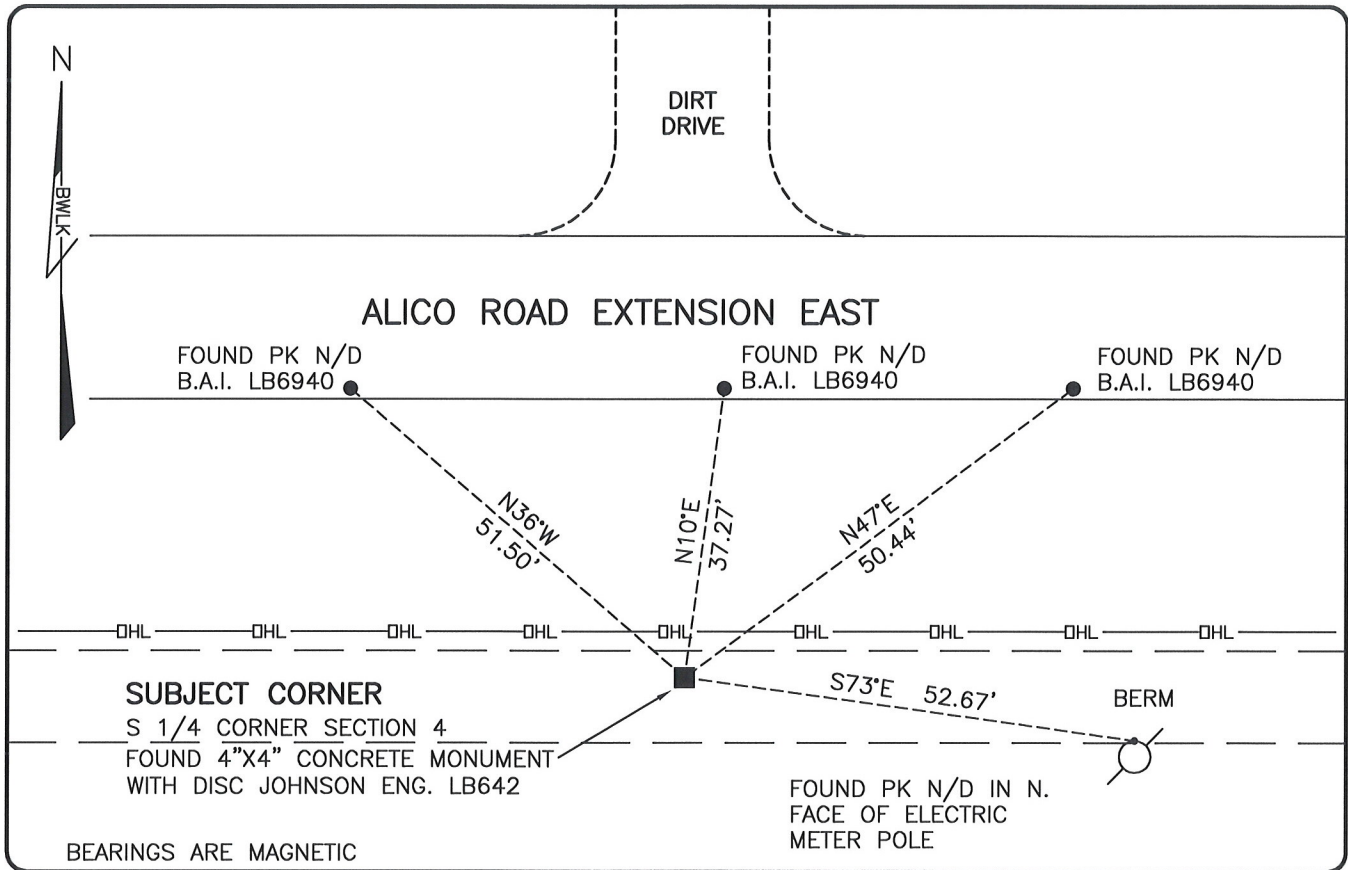 N
BWLK
DIRT
DRIVE
ALICO ROAD EXTENSION EAST
FOUND PK N/D
B.A.I. LB6940
FOUND PK N/D
B.A.I. LB6940
FOUND PK N/D
B.A.I. LB6940
N36°W
51.50'
N10°E
37.27'
N47°E
50.44'
OHL OHL OHL OHL OHL OHL OHL OHL OHL
S73°E 52.67'
BERM
SUBJECT CORNER
S 1/4 CORNER SECTION 4
FOUND 4"X4" CONCRETE MONUMENT
WITH DISC JOHNSON ENG. LB642
FOUND PK N/D IN N.
FACE OF ELECTRIC
METER POLE
BEARINGS ARE MAGNETIC